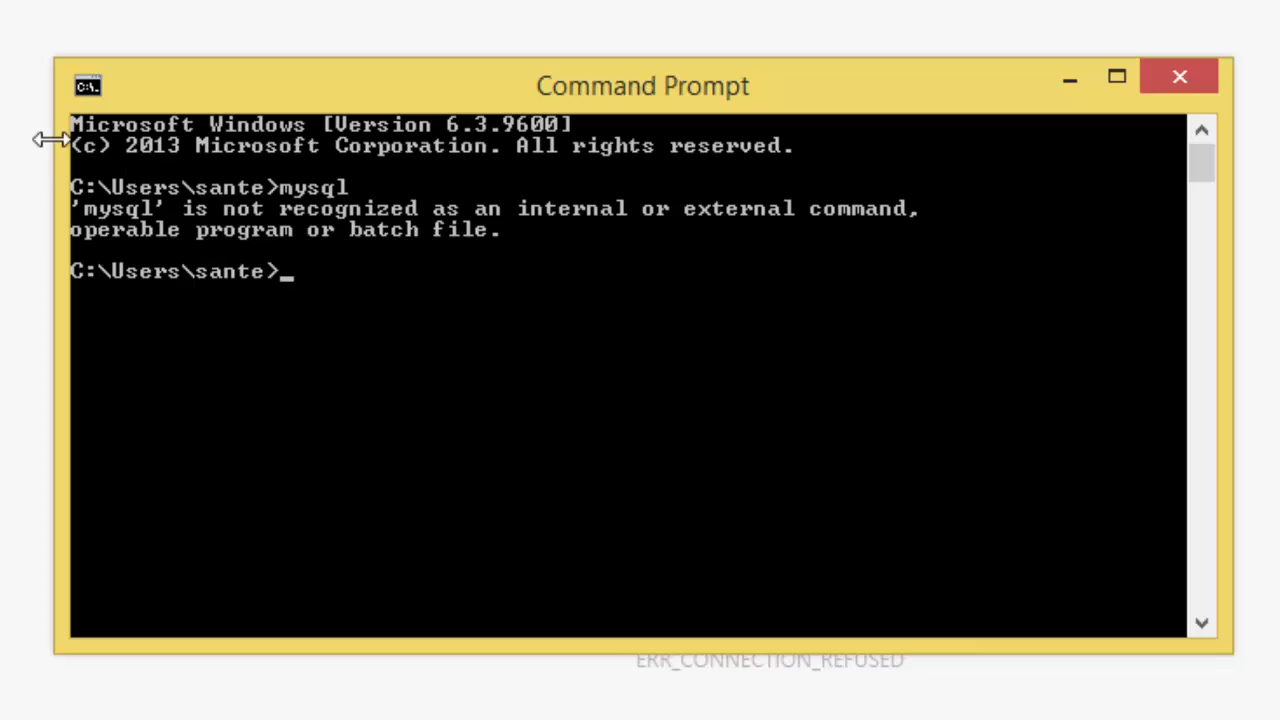 Command Prompt
Microsoft Windows [Version 6.3.9600]
(c) 2013 Microsoft Corporation. All rights reserved.
C:\Users\sante>mysql
'mysql' is not recognized as an internal or external command,
operable program or batch file.
C:\Users\sante>_
ERR_CONNECTION_REFUSED